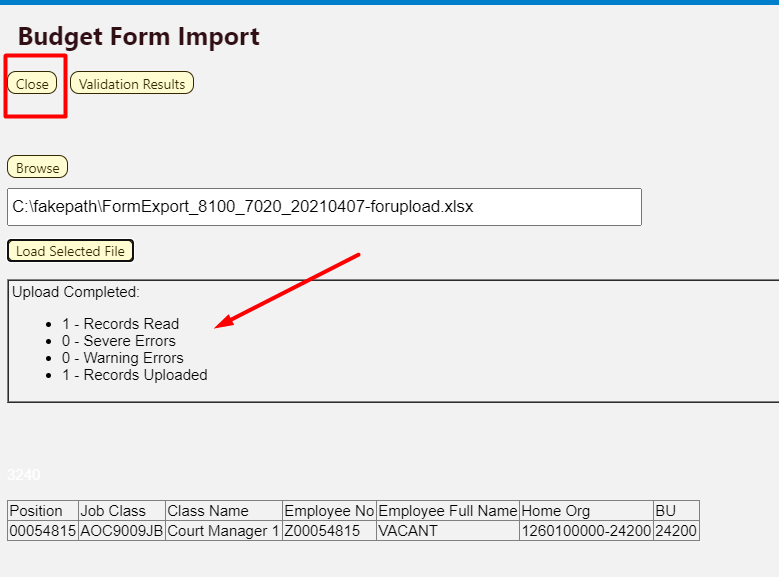 Budget Form Import
Close Validation Results
Browse
C:\fakepath\FormExport_8100_7020_20210407-forupload.xlsx
Load Selected File
Upload Completed:
• 1 - Records Read
• 0 - Severe Errors
• 0 - Warning Errors
• 1 - Records Uploaded
3240
Position Job Class Class Name Employee No Employee Full Name Home Org BU
00054815 AOC9009JB Court Manager 1 Z00054815 VACANT 1260100000-24200 24200